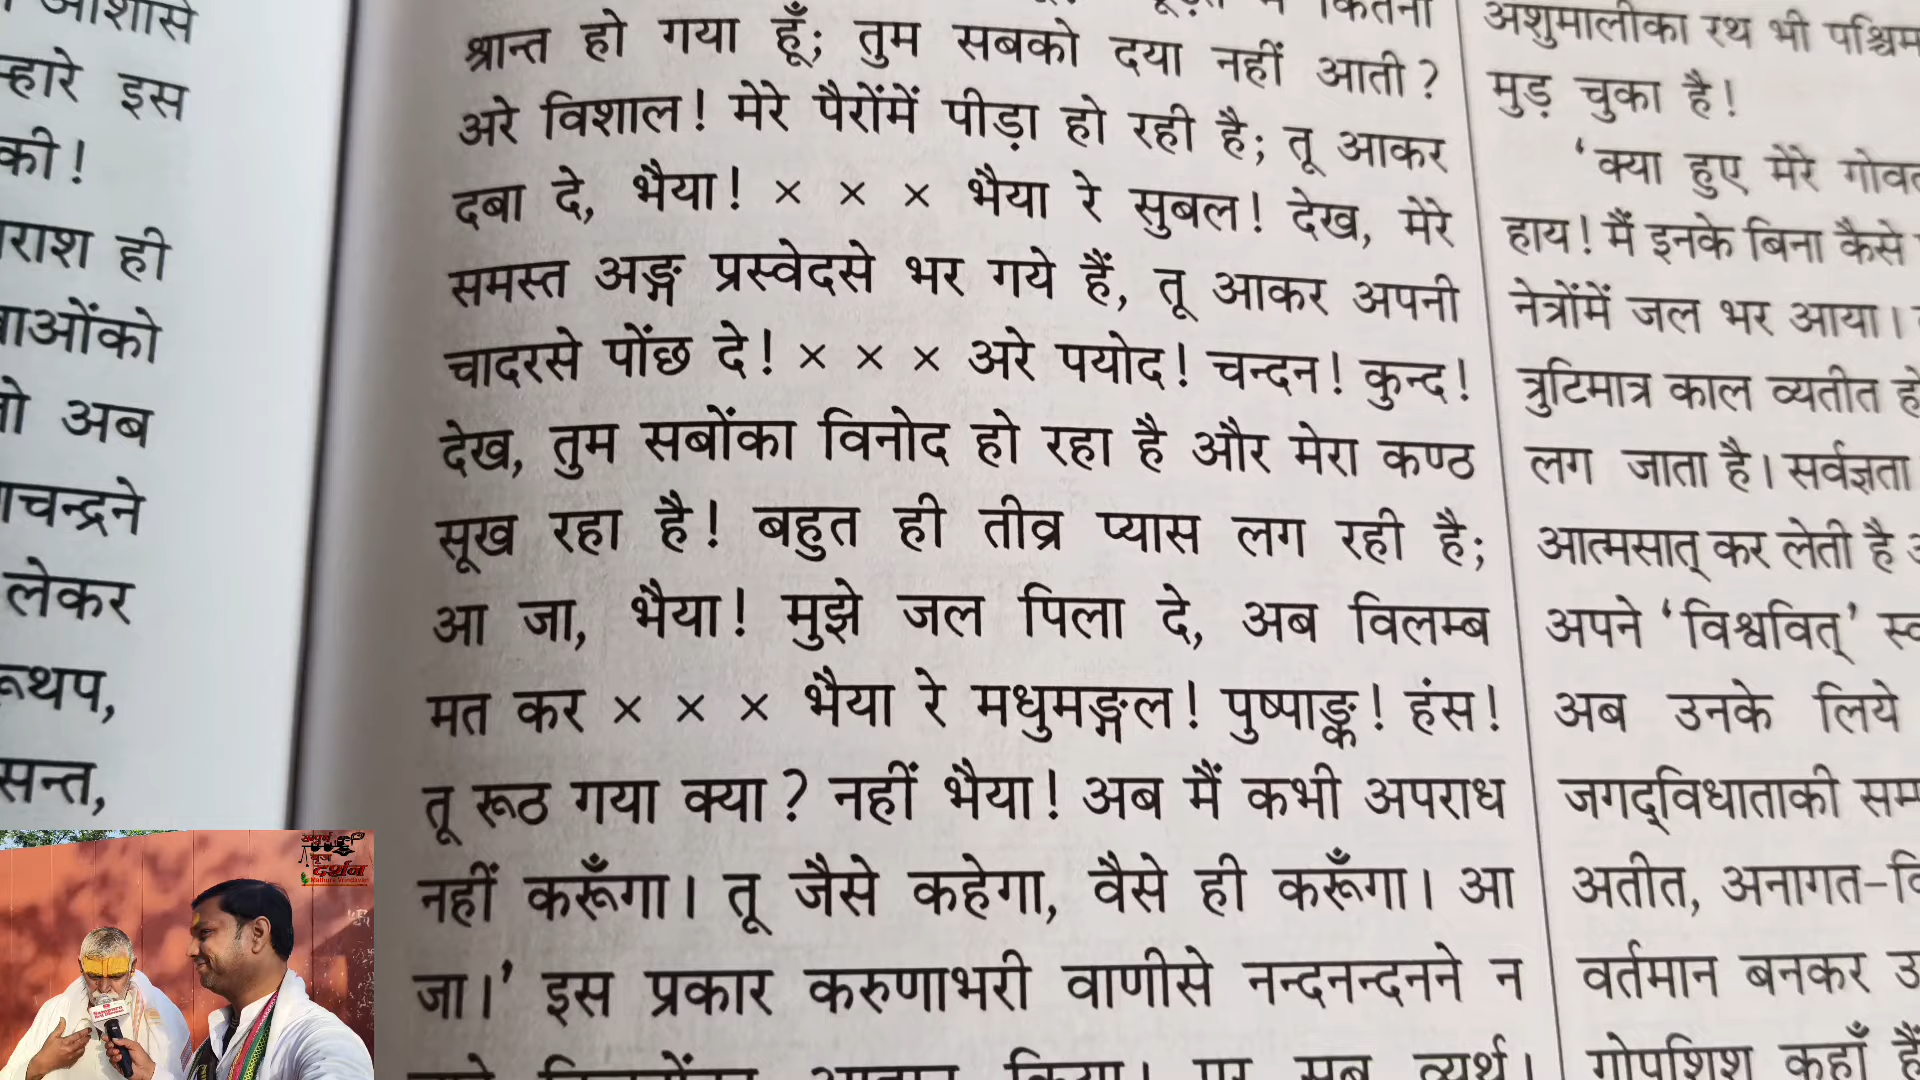 आशासे
इस
की!
ही
अब
लेकर
श्रान्त हो गया हूँ; तुम सबको दया नहीं आती?
अरे विशाल! मेरे पैरोंमें पीड़ा हो रही है; तू आकर
दबा दे, भैया! × × × भैया रे सुबल! देख, मेरे
समस्त अङ्ग प्रस्वेदसे भर गये हैं, तू आकर अपनी
चादरसे पोंछ दे! × × × अरे पयोद! चन्दन! कुन्द!
देख, तुम सबोंका विनोद हो रहा है और मेरा कण्ठ
सूख रहा है! बहुत ही तीव्र प्यास लग रही है;
आ जा, भैया! मुझे जल पिला दे, अब विलम्ब
मत कर × × × भैया रे मधुमङ्गल! पुष्पाङ्क! हंस!
तू रूठ गया क्या? नहीं भैया! अब मैं कभी अपराध
नहीं करूँगा। तू जैसे कहेगा, वैसे ही करूँगा। आ
जा।’ इस प्रकार करुणाभरी वाणीसे नन्दनन्दनने न
अंशुमालीका रथ भी पश्चिम
मुड़ चुका है!
‘क्या हुए मेरे
हाय! मैं इनके बिना कैसे
नेत्रोंमें जल भर आया।
त्रुटिमात्र काल व्यतीत
लग जाता है। सर्वज्ञता
आत्मसात् कर लेती है
अपने ‘विश्ववित्’
अब उनके लिये
जगद्विधाताकी
अतीत, अनागत-
वर्तमान बनकर
गोपशिशु कहाँ
सम्पूर्ण
बृज
दर्शन
Mathura Vrindavan